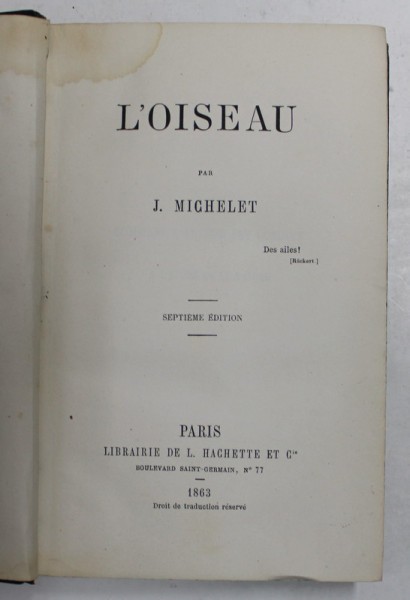 L'OISEAU
PAR
J. MICHELET
Des ailes!
[Rückert.]
SEPTIÈME ÉDITION
PARIS
LIBRAIRIE DE L. HACHETTE ET Cie
BOULEVARD SAINT-GERMAIN, N° 77
1863
Droit de traduction réservé